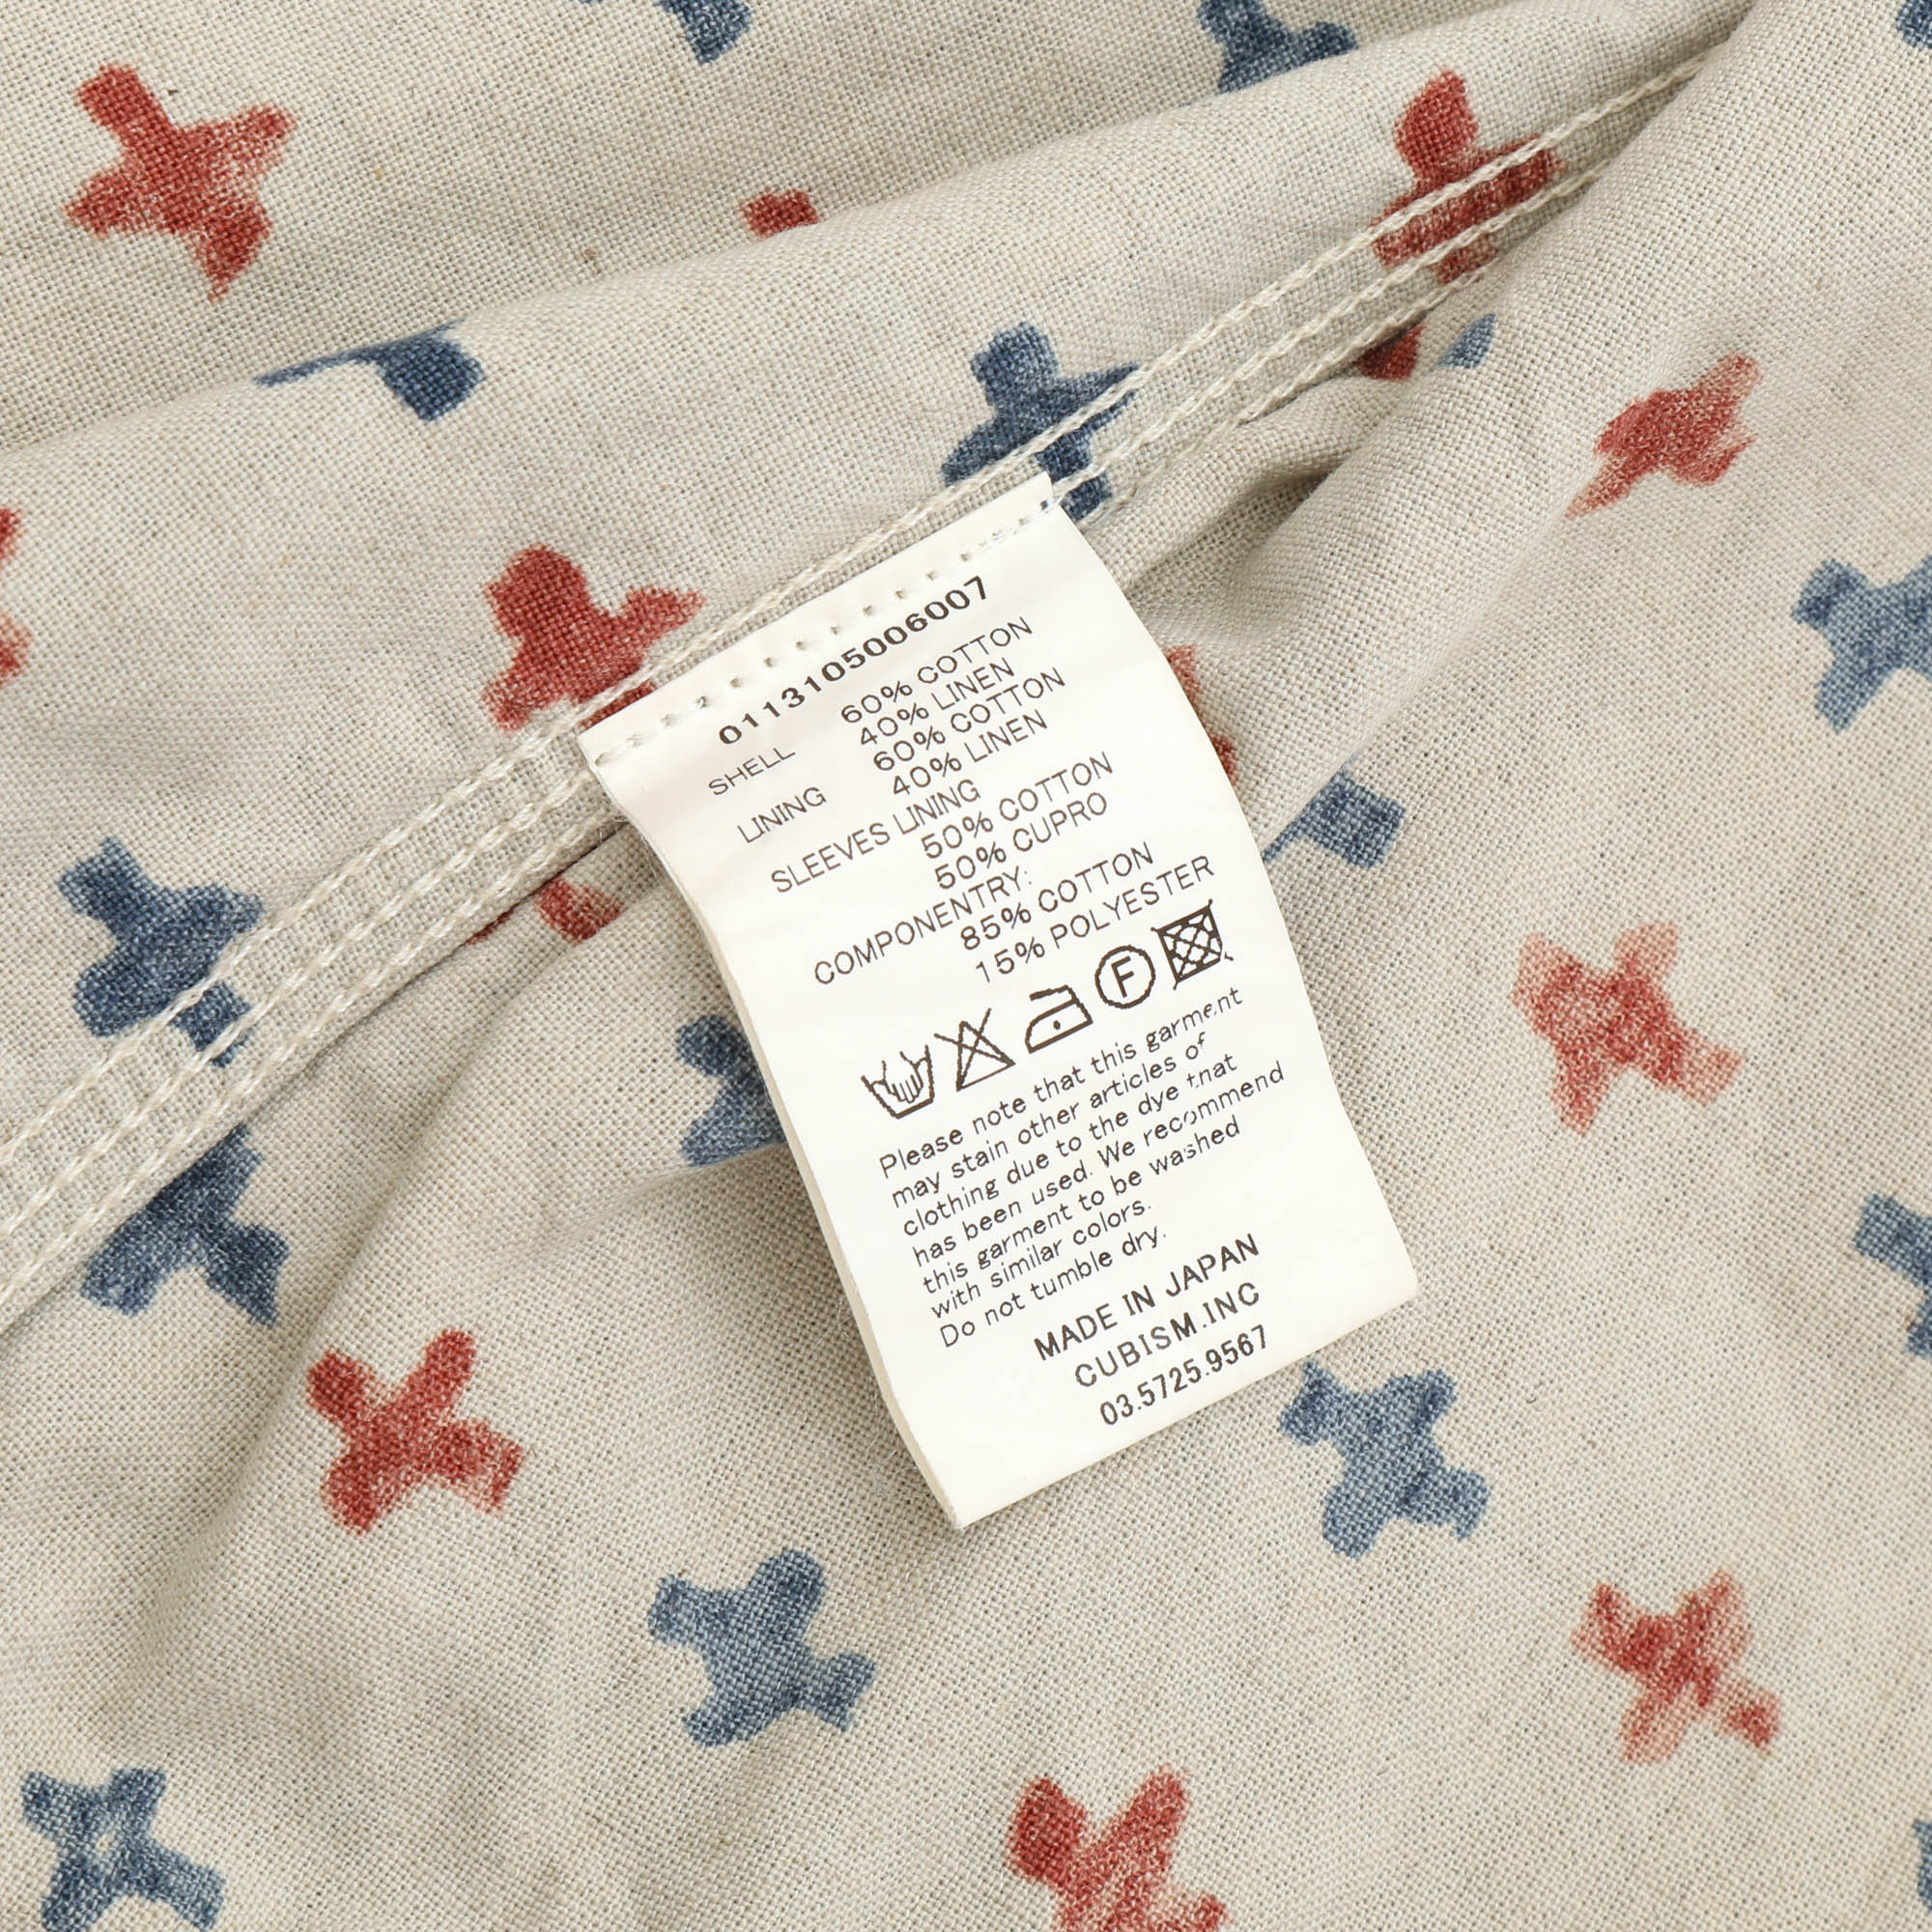 0113105006007
SHELL 60% COTTON
40% LINEN
LINING 60% COTTON
40% LINEN
SLEEVES LINING
50% COTTON
50% CUPRO
COMPONENTRY:
85% COTTON
15% POLYESTER
F
Please note that this garment
may stain other articles of
clothing due to the dye that
has been used. We recommend
this garment to be washed
with similar colors.
Do not tumble dry.
MADE IN JAPAN
CUBISM.INC
03.5725.9567